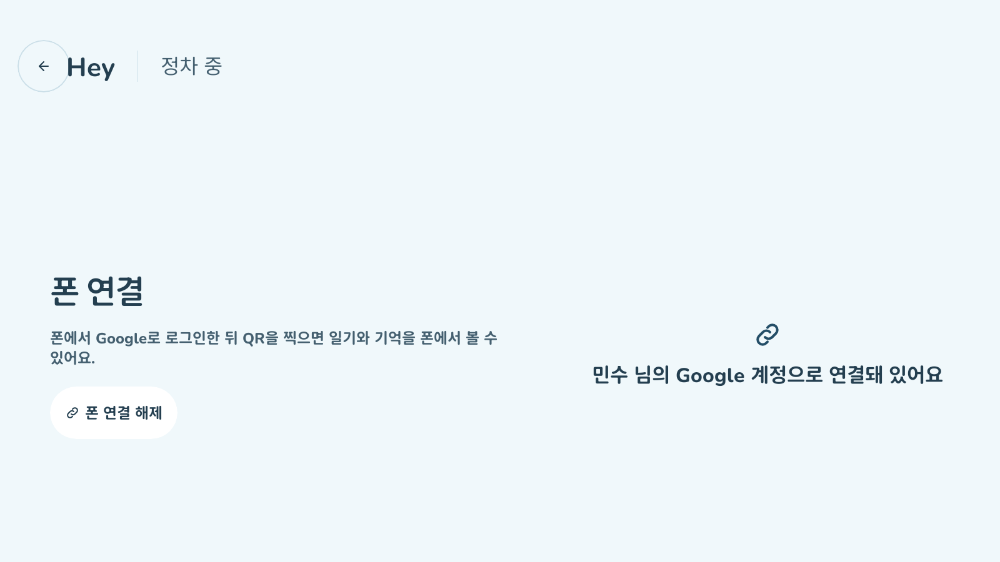 Hey
정차 중
폰 연결
폰에서 Google로 로그인한 뒤 QR을 찍으면 일기와 기억을 폰에서 볼 수
있어요.
폰 연결 해제
민수 님의 Google 계정으로 연결돼 있어요